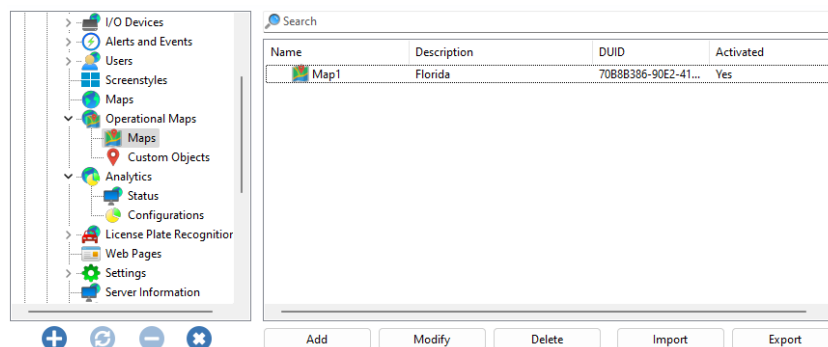 I/O Devices
Alerts and Events
Users
Screenstyles
Maps
Operational Maps
Maps
Custom Objects
Analytics
Status
Configurations
License Plate Recognition
Web Pages
Settings
Server Information
Search
Name Description DUID Activated
Map1 Florida 70B8B386-90E2-41... Yes
Add Modify Delete Import Export